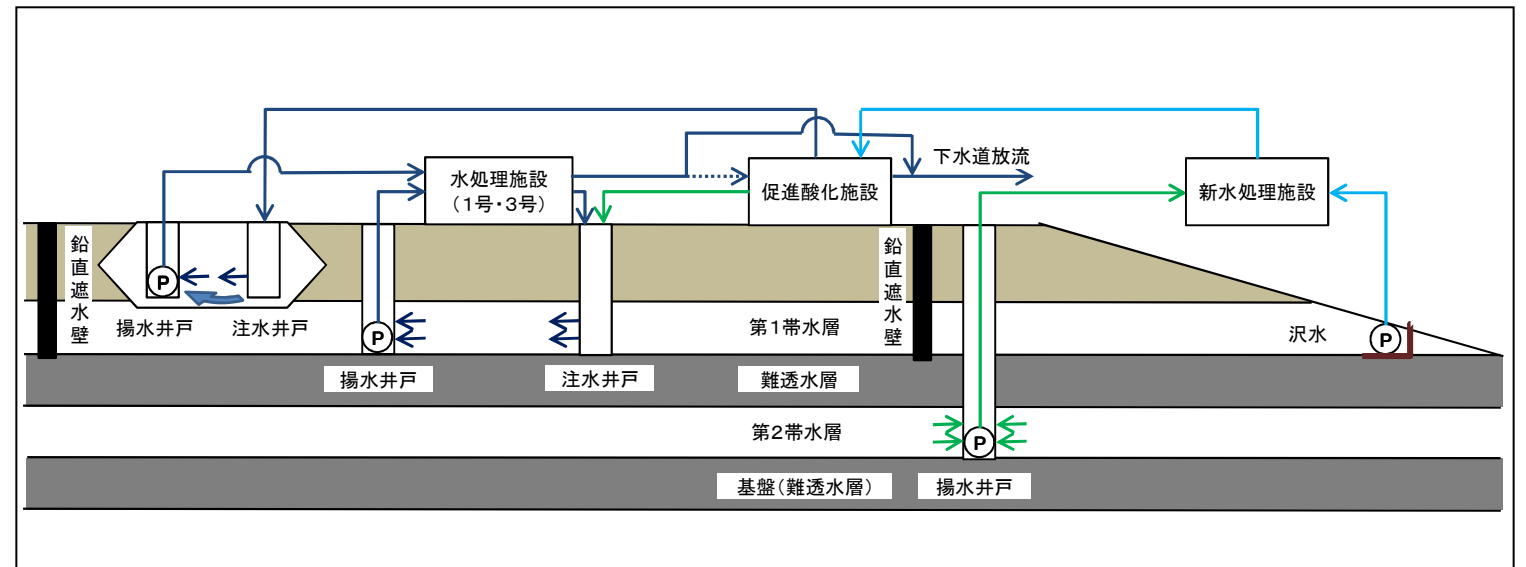 下水道放流
水処理施設
（１号・３号）
促進酸化施設
新水処理施設
鉛直遮水壁
P
揚水井戸
注水井戸
P
第１帯水層
鉛直遮水壁
沢水
P
揚水井戸
注水井戸
難透水層
第２帯水層
P
基盤（難透水層）
揚水井戸